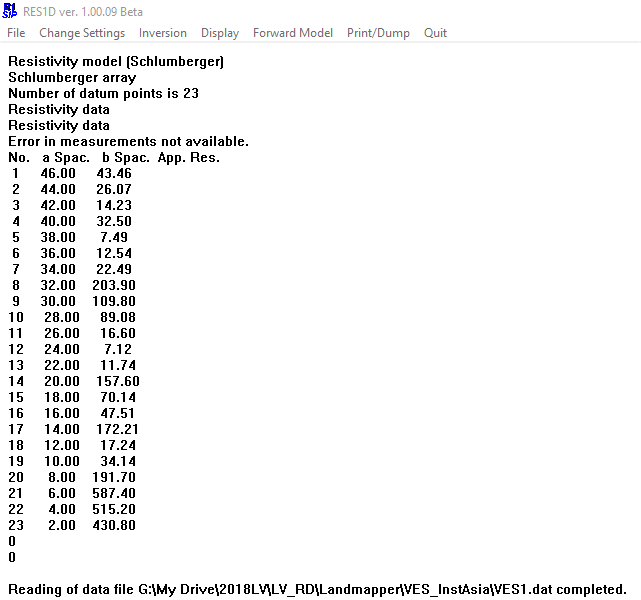 RES1D ver. 1.00.09 Beta
File Change Settings Inversion Display Forward Model Print/Dump Quit
Resistivity model (Schlumberger)
Schlumberger array
Number of datum points is 23
Resistivity data
Resistivity data
Error in measurements not available.
No. a Spac. b Spac. App. Res.
1 46.00 43.46
2 44.00 26.07
3 42.00 14.23
4 40.00 32.50
5 38.00 7.49
6 36.00 12.54
7 34.00 22.49
8 32.00 203.90
9 30.00 109.80
10 28.00 89.08
11 26.00 16.60
12 24.00 7.12
13 22.00 11.74
14 20.00 157.60
15 18.00 70.14
16 16.00 47.51
17 14.00 172.21
18 12.00 17.24
19 10.00 34.14
20 8.00 191.70
21 6.00 587.40
22 4.00 515.20
23 2.00 430.80
0
0
Reading of data file G:\My Drive\2018LV\LV_RD\Landmapper\VES_InstAsia\VES1.dat completed.